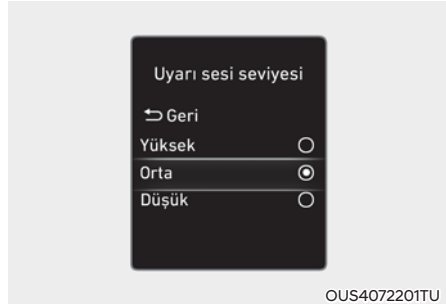 Uyarı sesi seviyesi
Geri
Yüksek
Orta
Düşük
OUS4072201TU